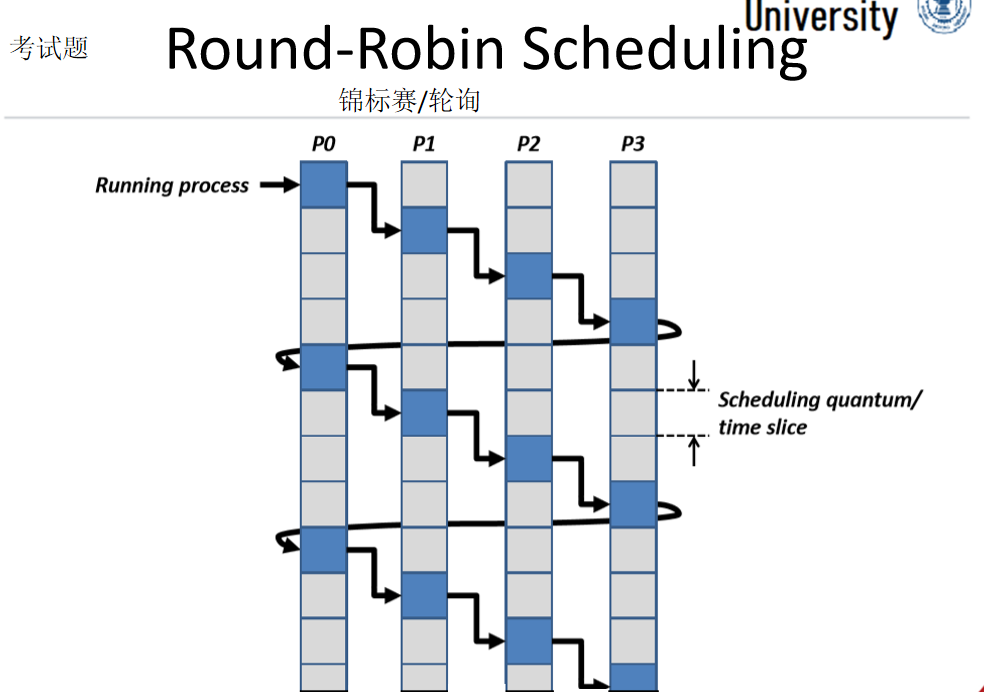 University
考试题
Round-Robin Scheduling
锦标赛/轮询
P0 P1 P2 P3
Running process
Scheduling quantum/
time slice